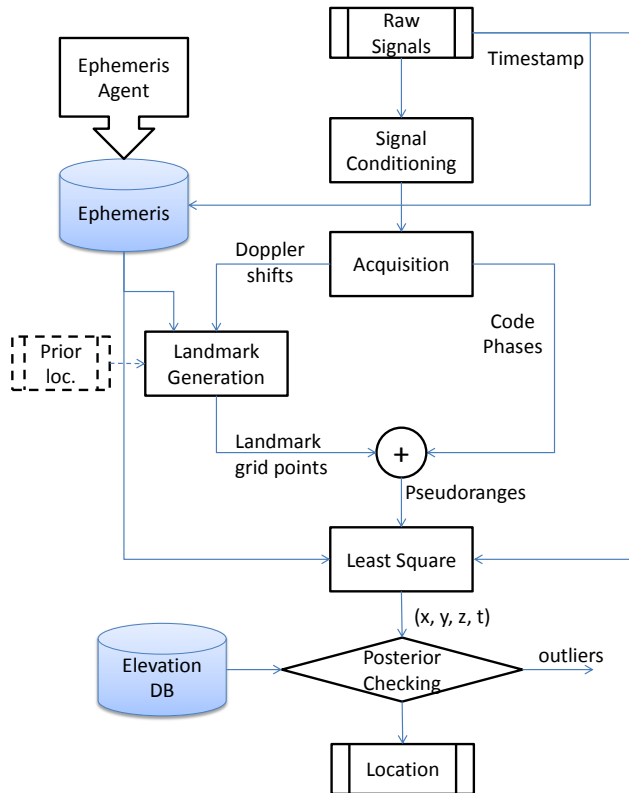 Raw
Signals
Timestamp
Ephemeris
Agent
Signal
Conditioning
Ephemeris
Doppler
shifts
Acquisition
Code
Phases
Prior
loc.
Landmark
Generation
Landmark
grid points
+
Pseudoranges
Least Square
(x, y, z, t)
Elevation
DB
Posterior
Checking
outliers
Location